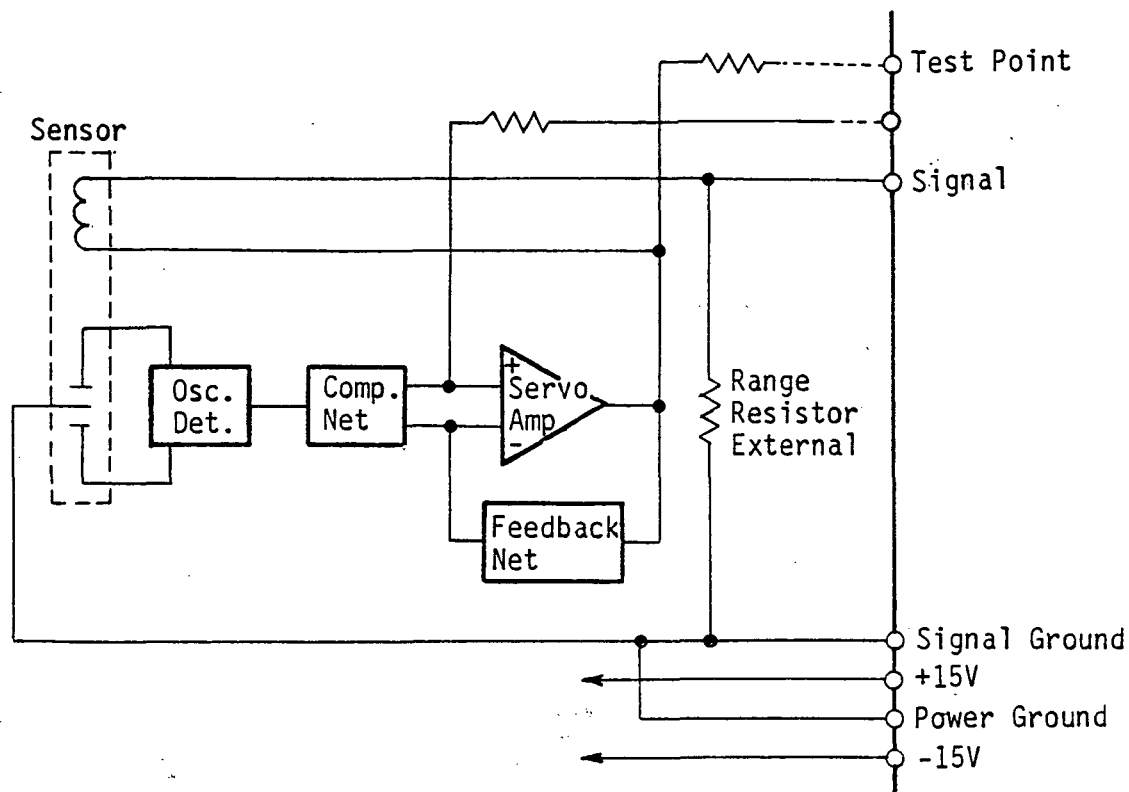 Test Point
Sensor
Signal
Osc.
Det.
Comp.
Net
+
Servo
Amp
-
Range
Resistor
External
Feedback
Net
Signal Ground
+15V
Power Ground
-15V